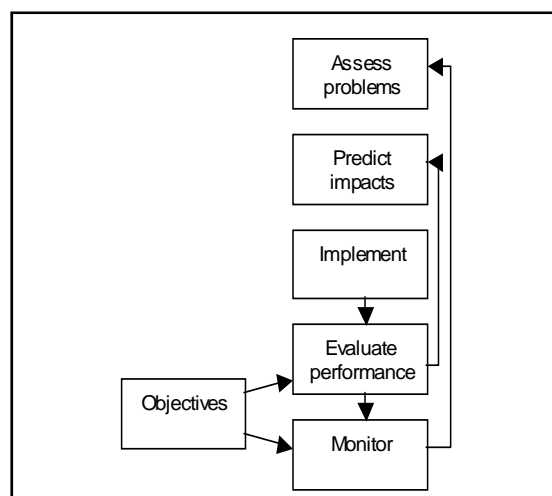 Assess
problems
Predict
impacts
Implement
Evaluate
performance
Objectives
Monitor